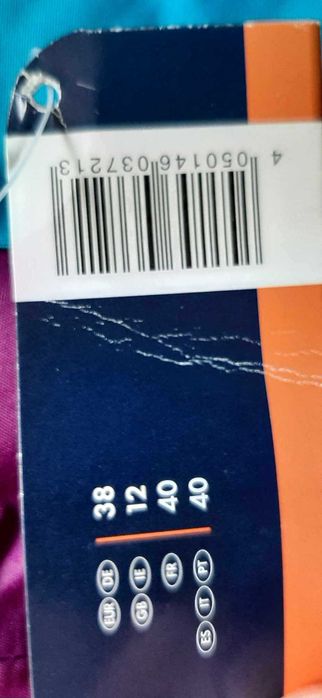 4 050146 037213
EUR DE 38
GB IE 12
FR 40
ES IT PT 40